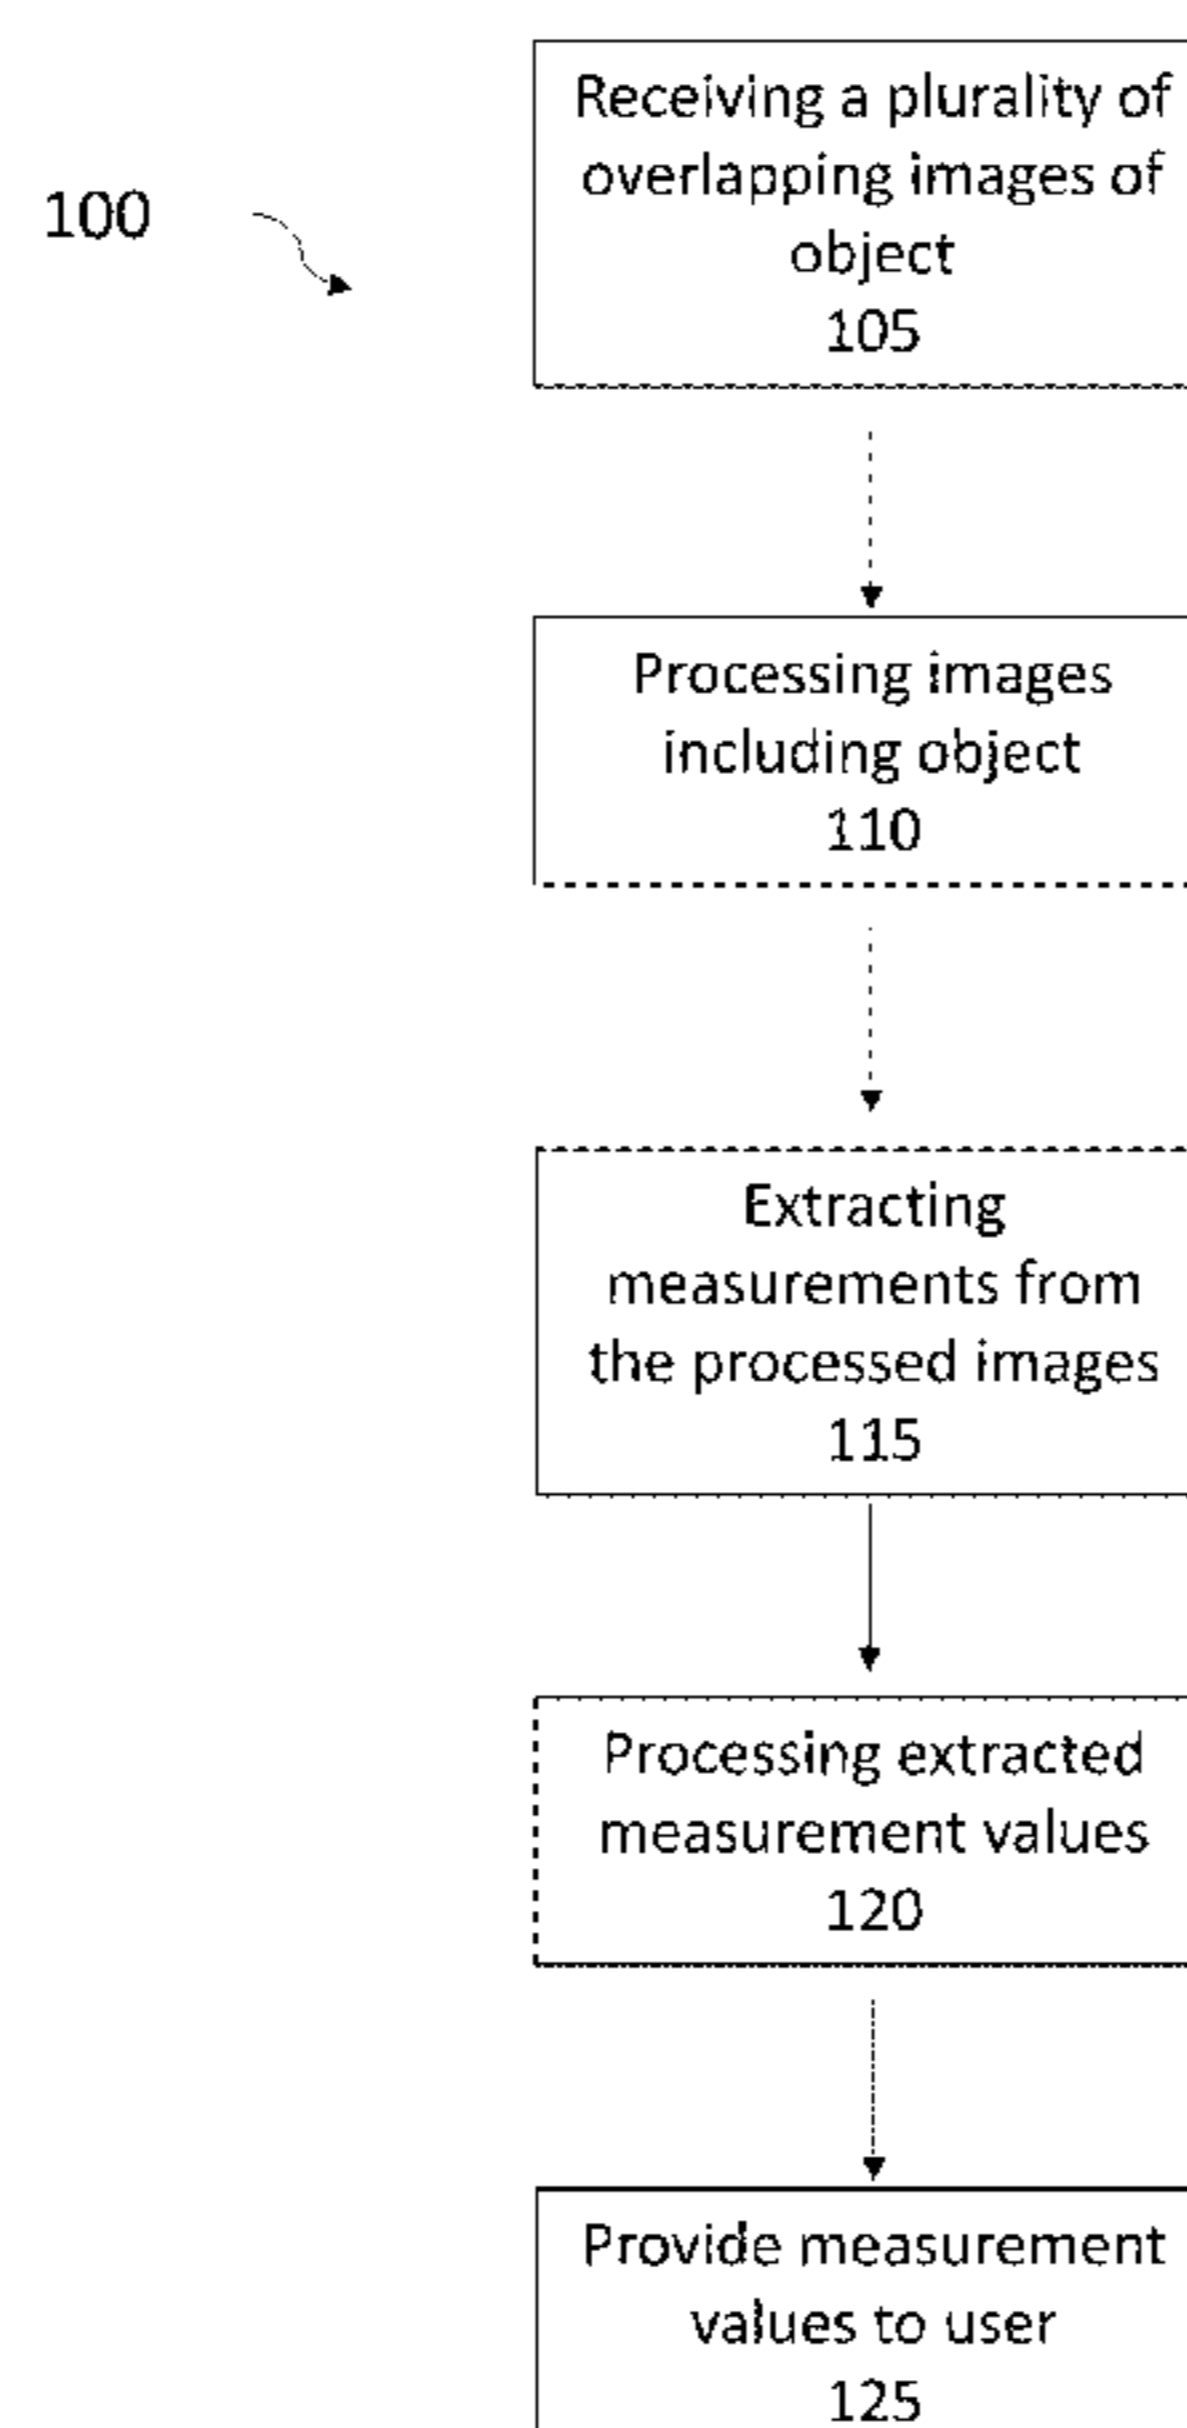 Receiving a plurality of
overlapping images of
object
105
100
Processing images
including object
110
Extracting
measurements from
the processed images
115
Processing extracted
measurement values
120
Provide measurement
values to user
125